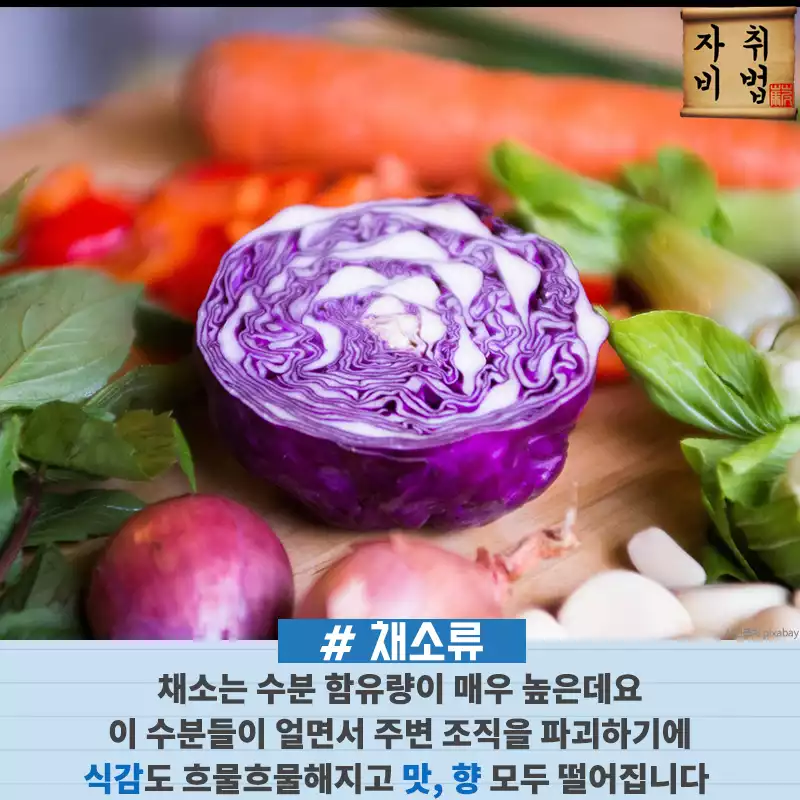 자취
비법
pixabay
# 채소류
채소는 수분 함유량이 매우 높은데요
이 수분들이 얼면서 주변 조직을 파괴하기에
식감도 흐물흐물해지고 맛, 향 모두 떨어집니다